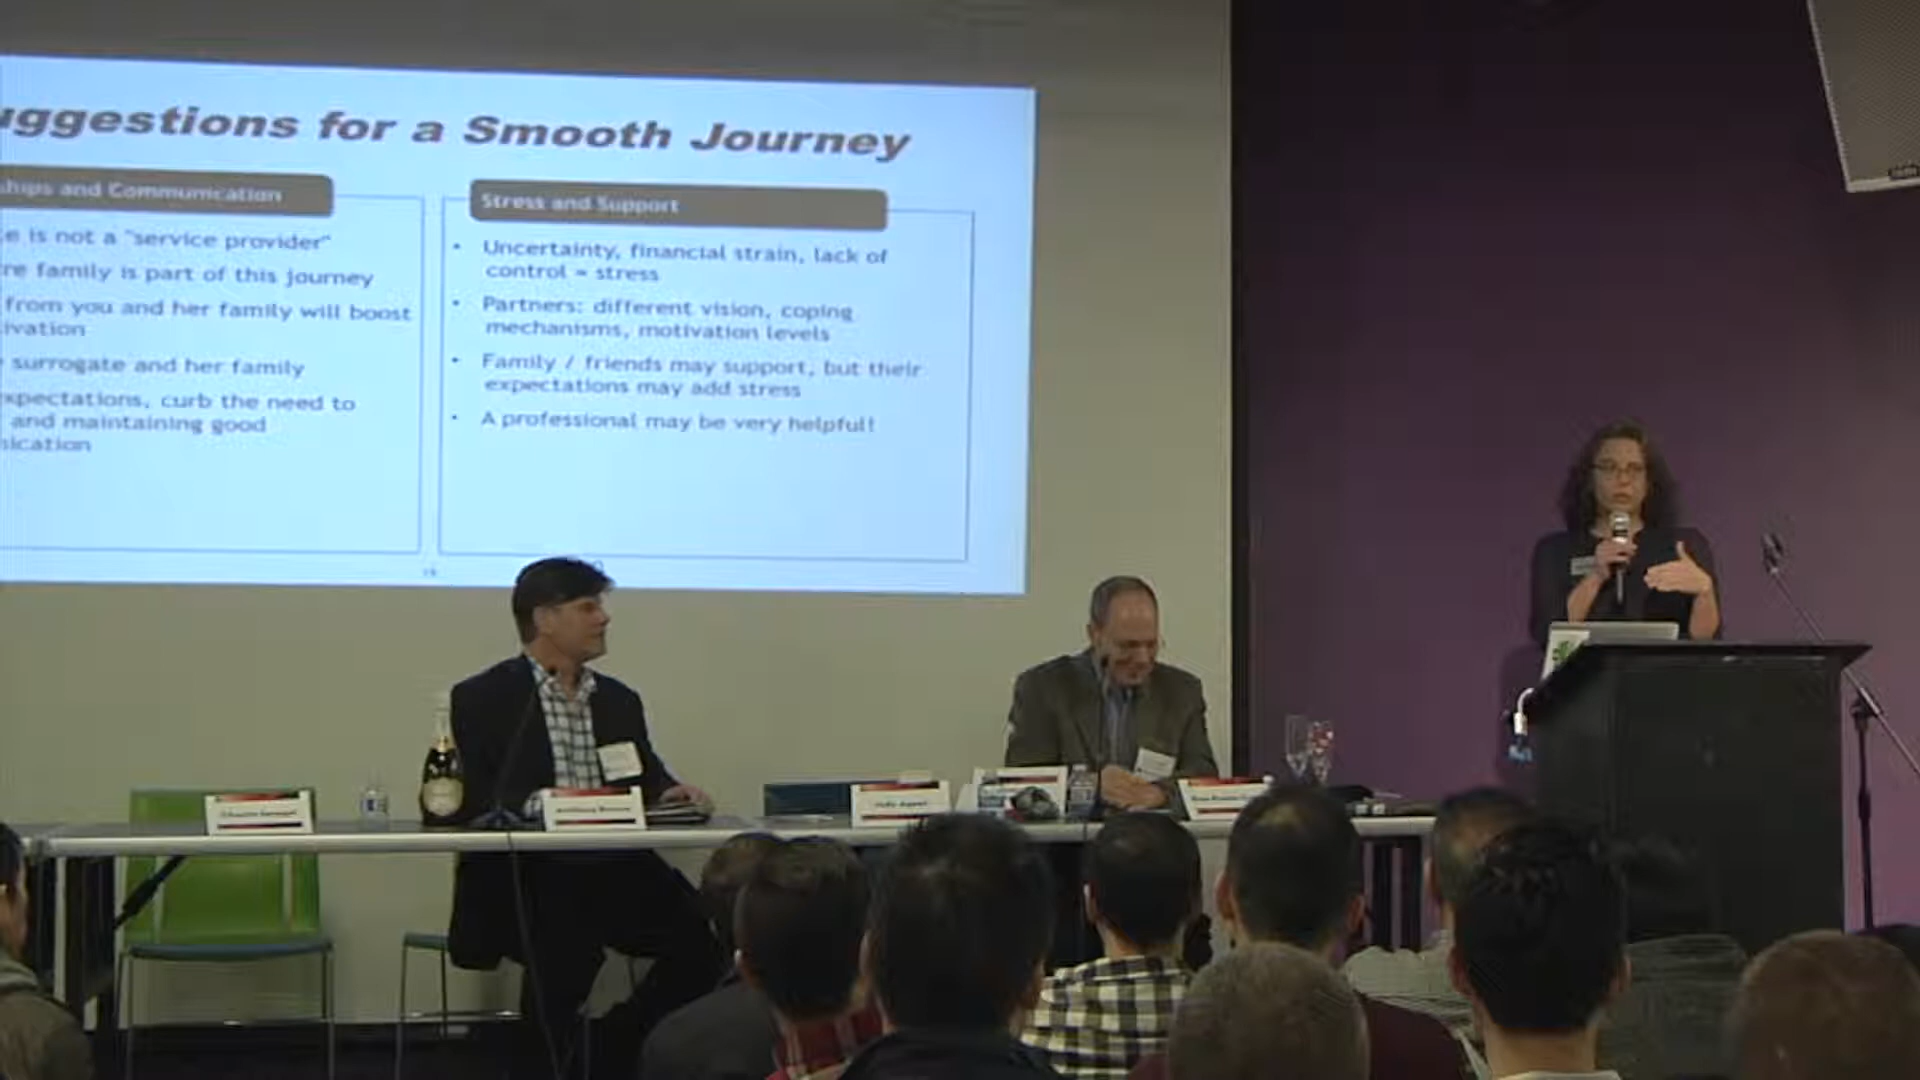 uggestions for a Smooth Journey
ships and Communication
e is not a "service provider"
re family is part of this journey
from you and her family will boost
ivation
surrogate and her family
xpectations, curb the need to
and maintaining good
ication
Stress and Support
• Uncertainty, financial strain, lack of
control = stress
• Partners: different vision, coping
mechanisms, motivation levels
• Family / friends may support, but their
expectations may add stress
• A professional may be very helpful!